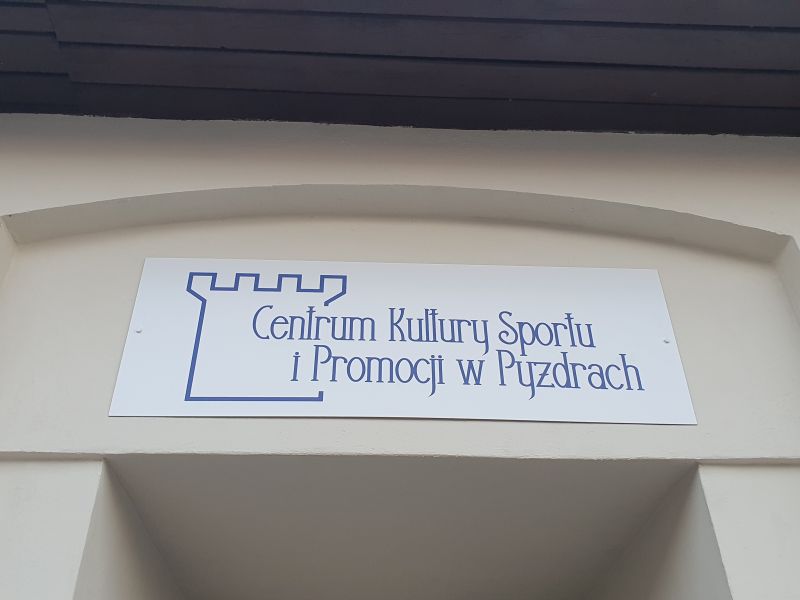 Centrum Kultury Sportu
i Promocji w Pyzdrach